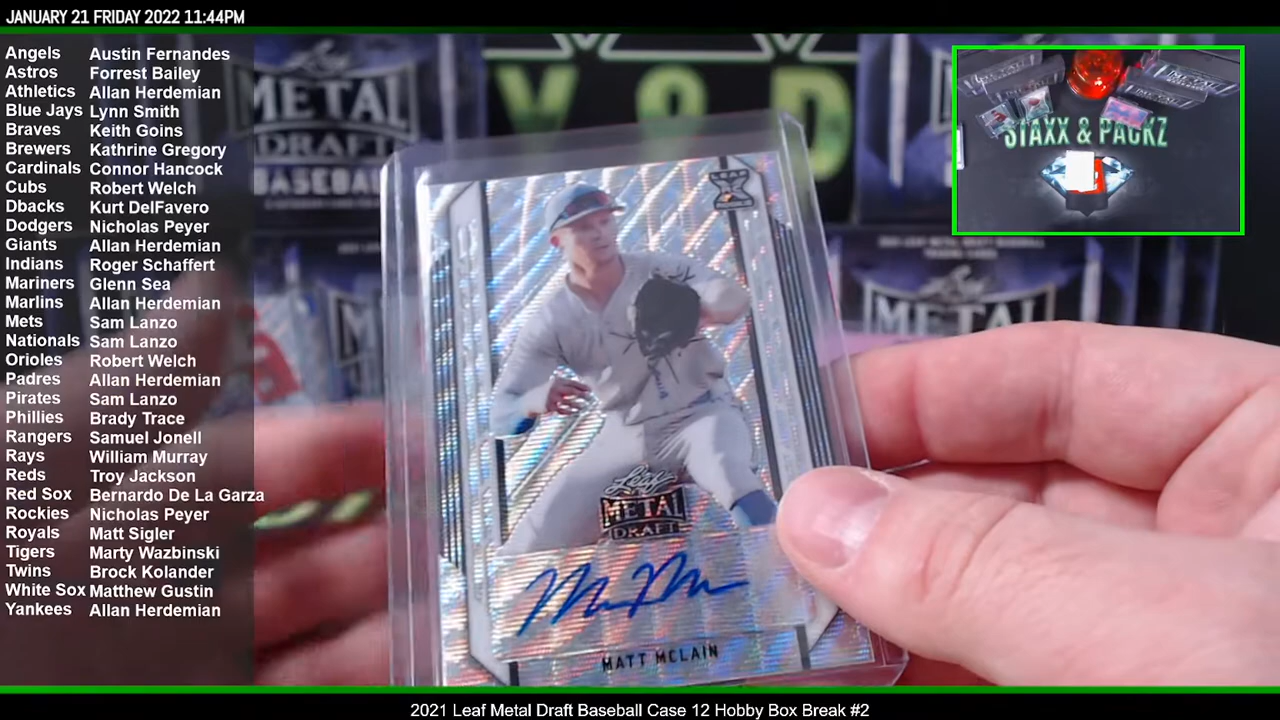 JANUARY 21 FRIDAY 2022 11:44PM
Angels Austin Fernandes
Astros Forrest Bailey
Athletics Allan Herdemian
Blue Jays Lynn Smith
Braves Keith Goins
Brewers Kathrine Gregory
Cardinals Connor Hancock
Cubs Robert Welch
Dbacks Kurt DelFavero
Dodgers Nicholas Peyer
Giants Allan Herdemian
Indians Roger Schaffert
Mariners Glenn Sea
Marlins Allan Herdemian
Mets Sam Lanzo
Nationals Sam Lanzo
Orioles Robert Welch
Padres Allan Herdemian
Pirates Sam Lanzo
Phillies Brady Trace
Rangers Samuel Jonell
Rays William Murray
Reds Troy Jackson
Red Sox Bernardo De La Garza
Rockies Nicholas Peyer
Royals Matt Sigler
Tigers Marty Wazbinski
Twins Brock Kolander
White Sox Matthew Gustin
Yankees Allan Herdemian
METAL
DRAFT
BASEBA
STAXX & PACKZ
LEAF
Leaf
METAL
DRAFT
MATT MCLAIN
Leaf
META
2021 Leaf Metal Draft Baseball Case 12 Hobby Box Break #2